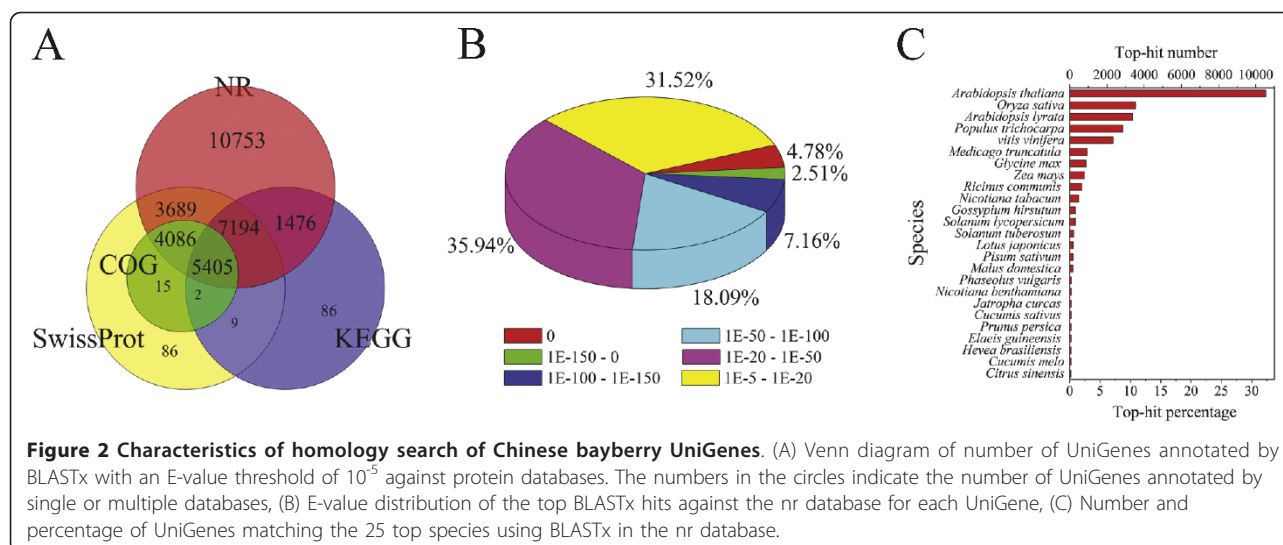 A
NR
10753
3689
7194
1476
4086
COG
5405
15
2
9
86
SwissProt
86
KEGG
B
31.52%
4.78%
2.51%
7.16%
18.09%
35.94%
0
1E-150 - 0
1E-100 - 1E-150
1E-50 - 1E-100
1E-20 - 1E-50
1E-5 - 1E-20
C
Top-hit number
0 2000 4000 6000 8000 10000
Species
Arabidopsis thaliana
Oryza sativa
Arabidopsis lyrata
Populus trichocarpa
vitis vinifera
Medicago truncatula
Glycine max
Zea mays
Ricinus communis
Nicotiana tabacum
Gossypium hirsutum
Solanum lycopersicum
Solanum tuberosum
Lotus japonicus
Pisum sativum
Malus domestica
Phaseolus vulgaris
Nicotiana benthamiana
Jatropha curcas
Cucumis sativus
Prunus persica
Elaeis guineensis
Hevea brasiliensis
Cucumis melo
Citrus sinensis
0 5 10 15 20 25 30
Top-hit percentage
Figure 2 Characteristics of homology search of Chinese bayberry UniGenes. (A) Venn diagram of number of UniGenes annotated by
BLASTx with an E-value threshold of 10-5 against protein databases. The numbers in the circles indicate the number of UniGenes annotated by
single or multiple databases, (B) E-value distribution of the top BLASTx hits against the nr database for each UniGene, (C) Number and
percentage of UniGenes matching the 25 top species using BLASTx in the nr database.